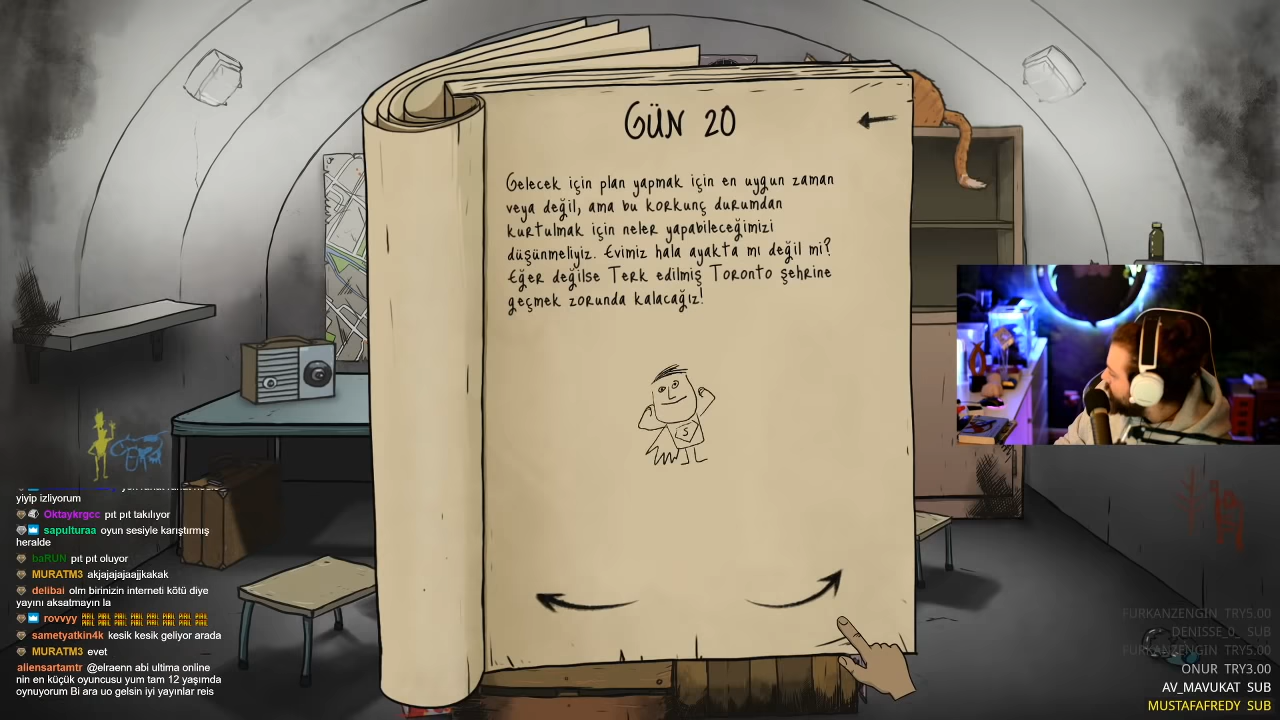 GÜN 20
Gelecek için plan yapmak için en uygun zaman
veya değil, ama bu korkunç durumdan
kurtulmak için neler yapabileceğimizi
düşünmeliyiz. Evimiz hala ayakta mı değil mi?
Eğer değilse Terk edilmiş Toronto şehrine
geçmek zorunda kalacağız!
S
yiyip izliyorum
Oktaykrgcc pıt pıt takılıyor
sapulturaa oyun sesiyle karıştırmış
heralde
baRUN pıt pıt oluyor
MURATM3 akjajajajaajjkakak
delibai olm birinizin interneti kötü diye
yayını aksatmayın la
rovvyy
sametyatkin4k kesik kesik geliyor arada
MURATM3 evet
aliensartamtr @elraenn abi ultima online
nin en küçük oyuncusu yum tam 12 yaşımda
oynuyorum Bi ara uo gelsin iyi yayınlar reis
FURKANZENGIN TRY5.00
DENISSE_0_ SUB
FURKANZENGIN TRY5.00
ONUR TRY3.00
AV_MAVUKAT SUB
MUSTAFAFREDY SUB